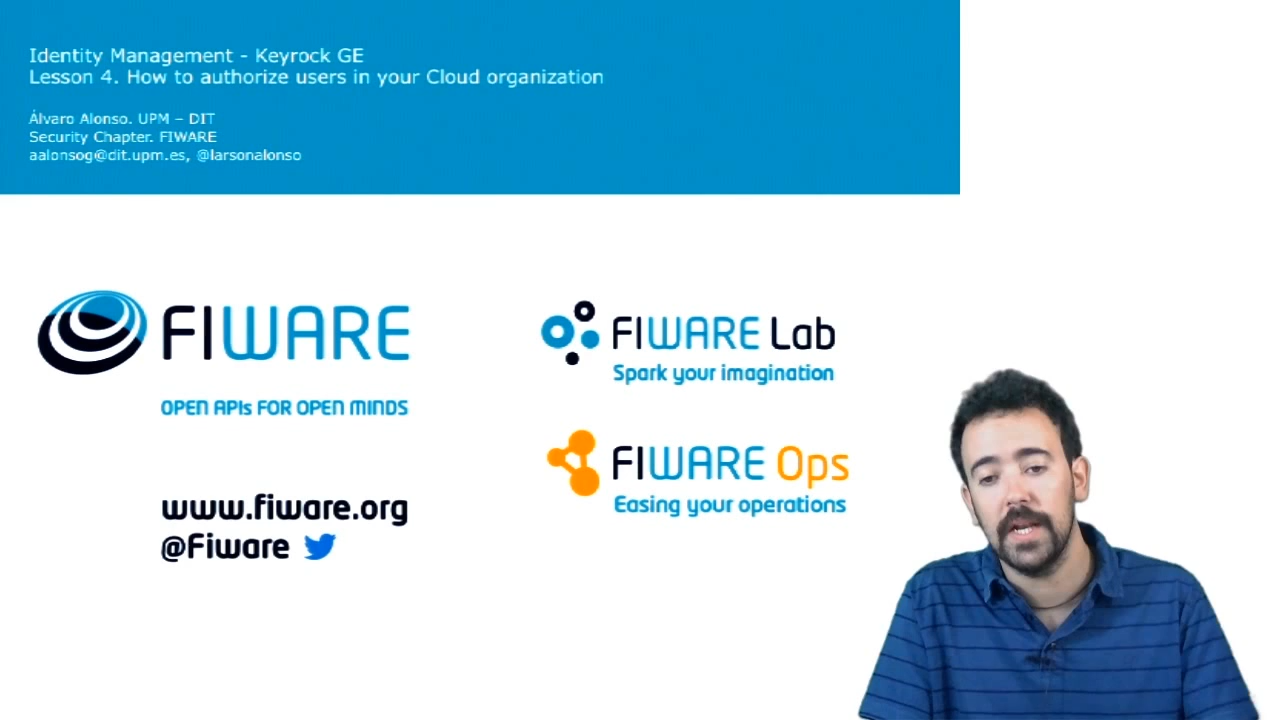 Identity Management - Keyrock GE
Lesson 4. How to authorize users in your Cloud organization
Álvaro Alonso. UPM – DIT
Security Chapter. FIWARE
aalonsog@dit.upm.es, @larsonalonso
FIWARE
OPEN APIs FOR OPEN MINDS
www.fiware.org
@Fiware
FIWARE Lab
Spark your imagination
FIWARE Ops
Easing your operations